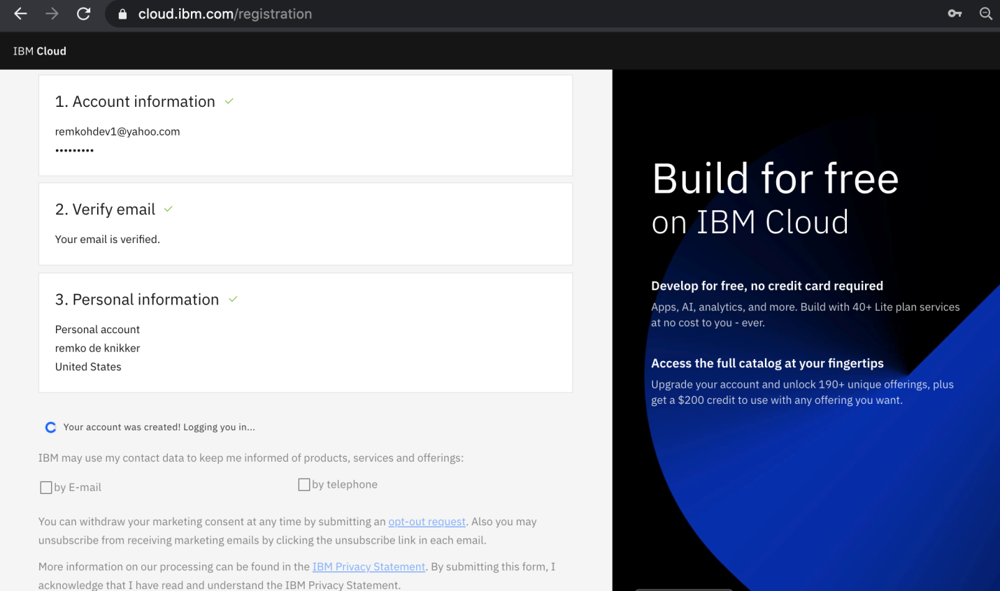 cloud.ibm.com/registration
IBM Cloud
1. Account information
remkohdev1@yahoo.com
•••••••••
2. Verify email
Your email is verified.
3. Personal information
Personal account
remko de knikker
United States
Your account was created! Logging you in...
IBM may use my contact data to keep me informed of products, services and offerings:
by E-mail
by telephone
You can withdraw your marketing consent at any time by submitting an opt-out request. Also you may
unsubscribe from receiving marketing emails by clicking the unsubscribe link in each email.
More information on our processing can be found in the IBM Privacy Statement. By submitting this form, I
acknowledge that I have read and understand the IBM Privacy Statement.
Build for free
on IBM Cloud
Develop for free, no credit card required
Apps, AI, analytics, and more. Build with 40+ Lite plan services
at no cost to you - ever.
Access the full catalog at your fingertips
Upgrade your account and unlock 190+ unique offerings, plus
get a $200 credit to use with any offering you want.